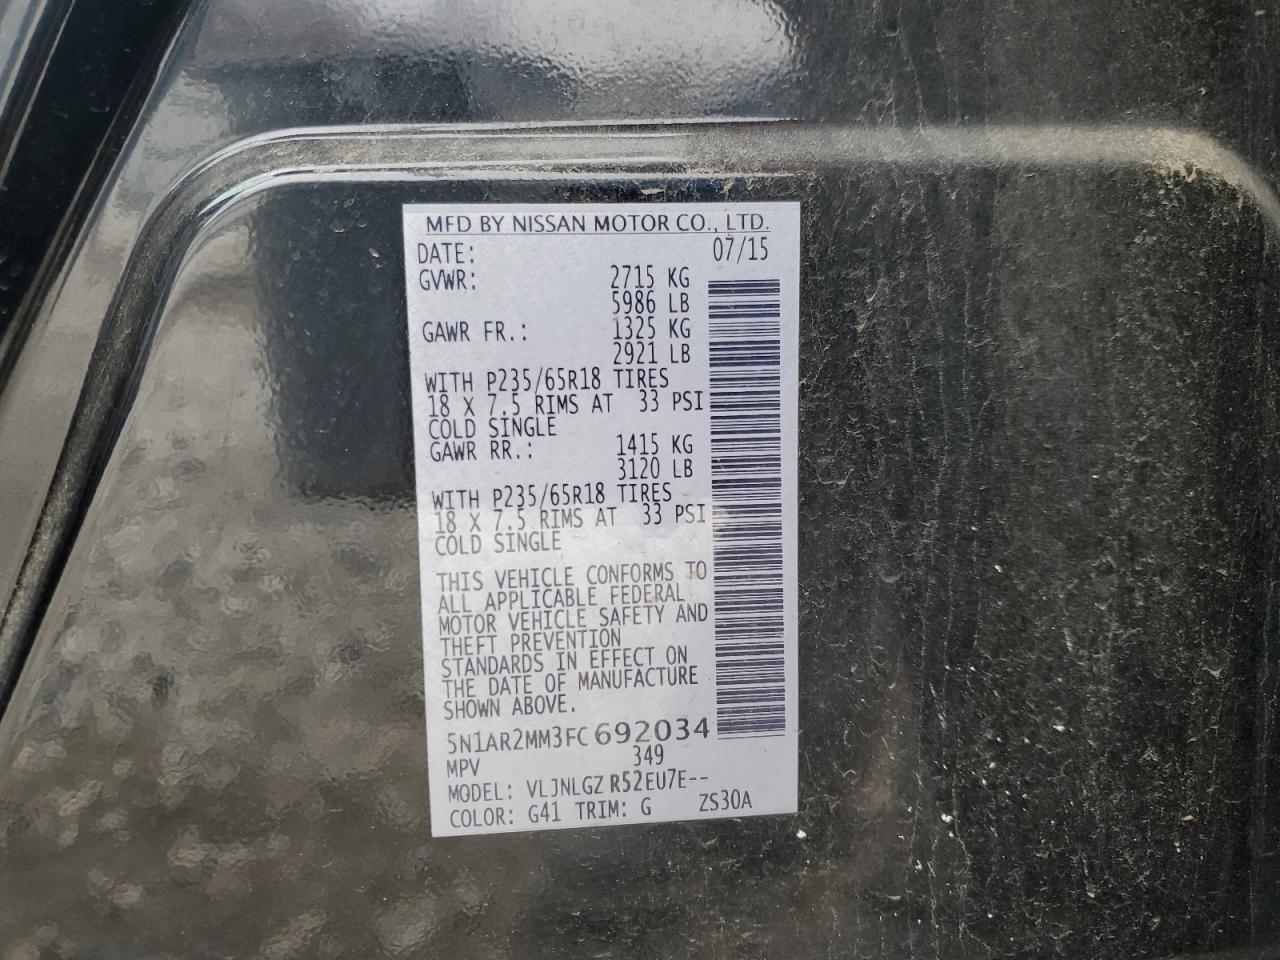 MFD BY NISSAN MOTOR CO., LTD.
DATE: 07/15
GVWR: 2715 KG
5986 LB
GAWR FR.: 1325 KG
2921 LB
WITH P235/65R18 TIRES
18 X 7.5 RIMS AT 33 PSI
COLD SINGLE
GAWR RR.: 1415 KG
3120 LB
WITH P235/65R18 TIRES
18 X 7.5 RIMS AT 33 PSI
COLD SINGLE
THIS VEHICLE CONFORMS TO
ALL APPLICABLE FEDERAL
MOTOR VEHICLE SAFETY AND
THEFT PREVENTION
STANDARDS IN EFFECT ON
THE DATE OF MANUFACTURE
SHOWN ABOVE.
5N1AR2MM3FC692034
MPV 349
MODEL: VLJNLGZ R52EU7E--
COLOR: G41 TRIM: G ZS30A